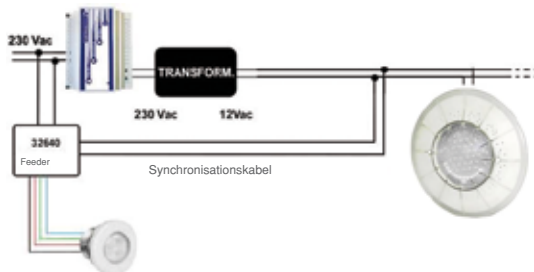 230 Vac
TRANSFORM.
230 Vac 12Vac
32640
Feeder
Synchronisationskabel